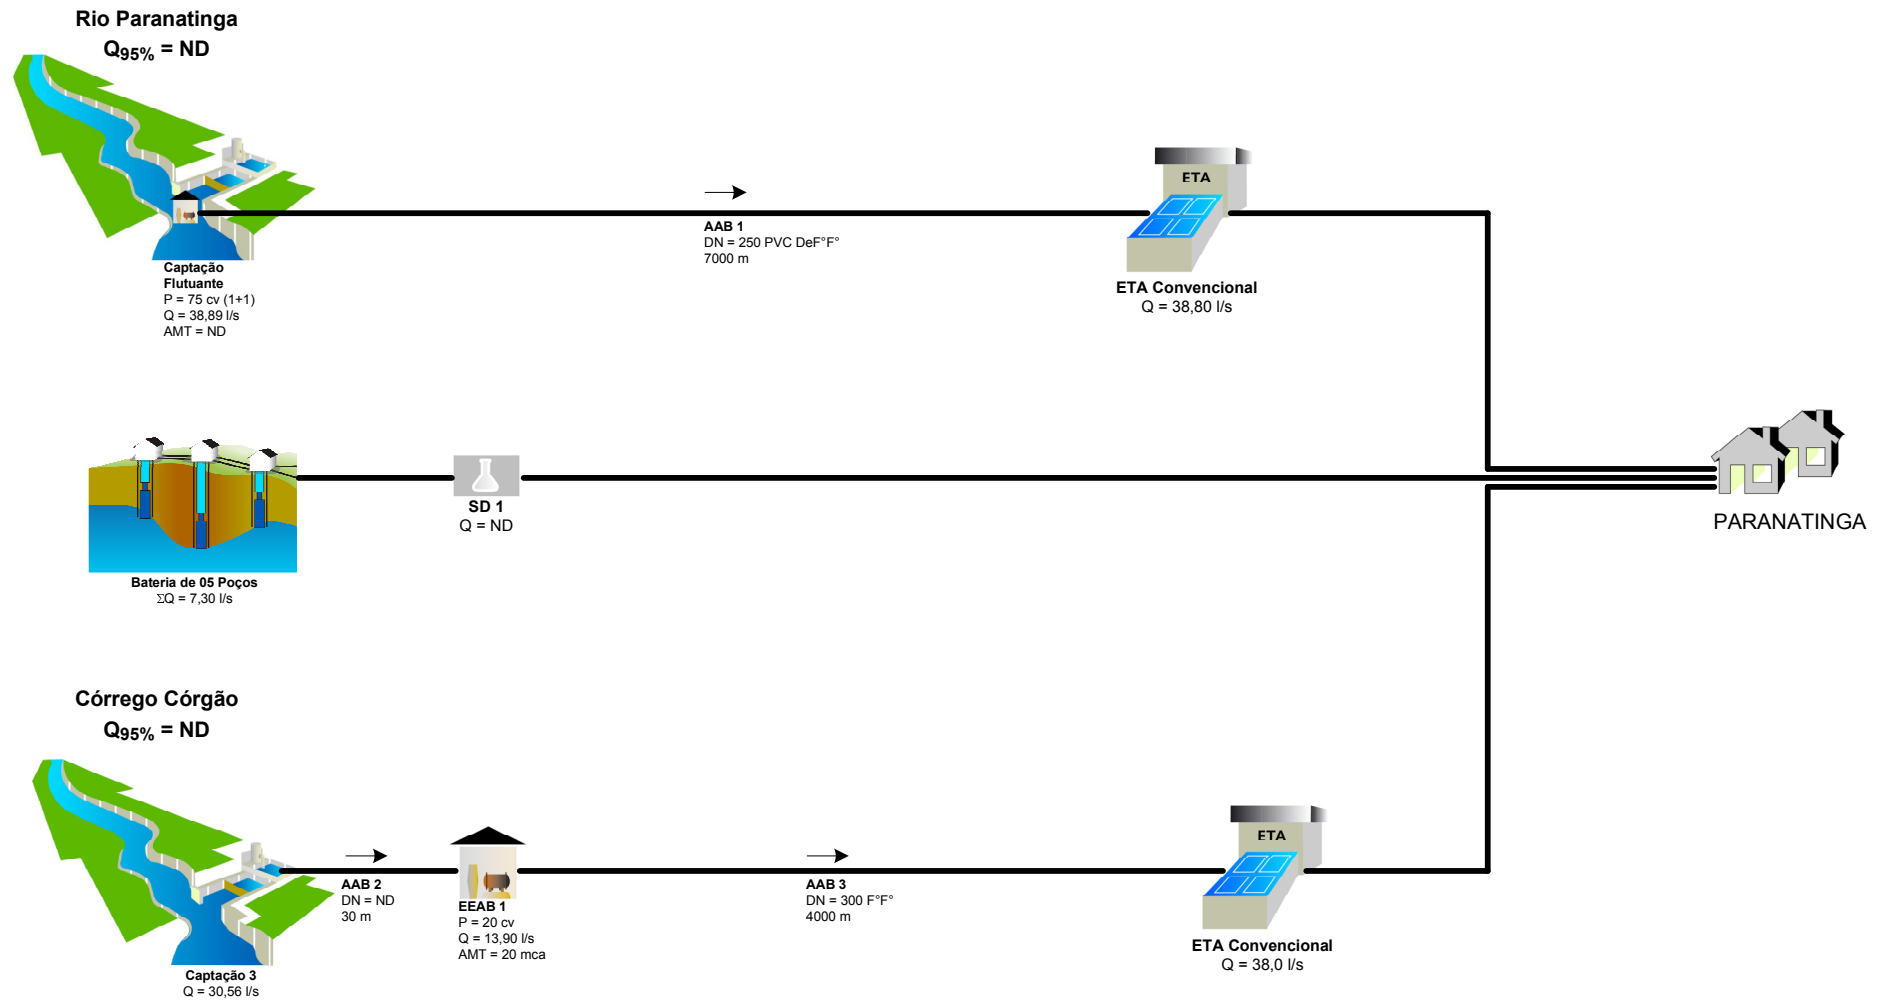 Rio Paranatinga
Q95% = ND
Captação
Flutuante
P = 75 cv (1+1)
Q = 38,89 l/s
AMT = ND
AAB 1
DN = 250 PVC DeF°F°
7000 m
ETA
ETA Convencional
Q = 38,80 l/s
Bateria de 05 Poços
ΣQ = 7,30 l/s
SD 1
Q = ND
PARANATINGA
Córrego Córgão
Q95% = ND
Captação 3
Q = 30,56 l/s
AAB 2
DN = ND
30 m
EEAB 1
P = 20 cv
Q = 13,90 l/s
AMT = 20 mca
AAB 3
DN = 300 F°F°
4000 m
ETA
ETA Convencional
Q = 38,0 l/s